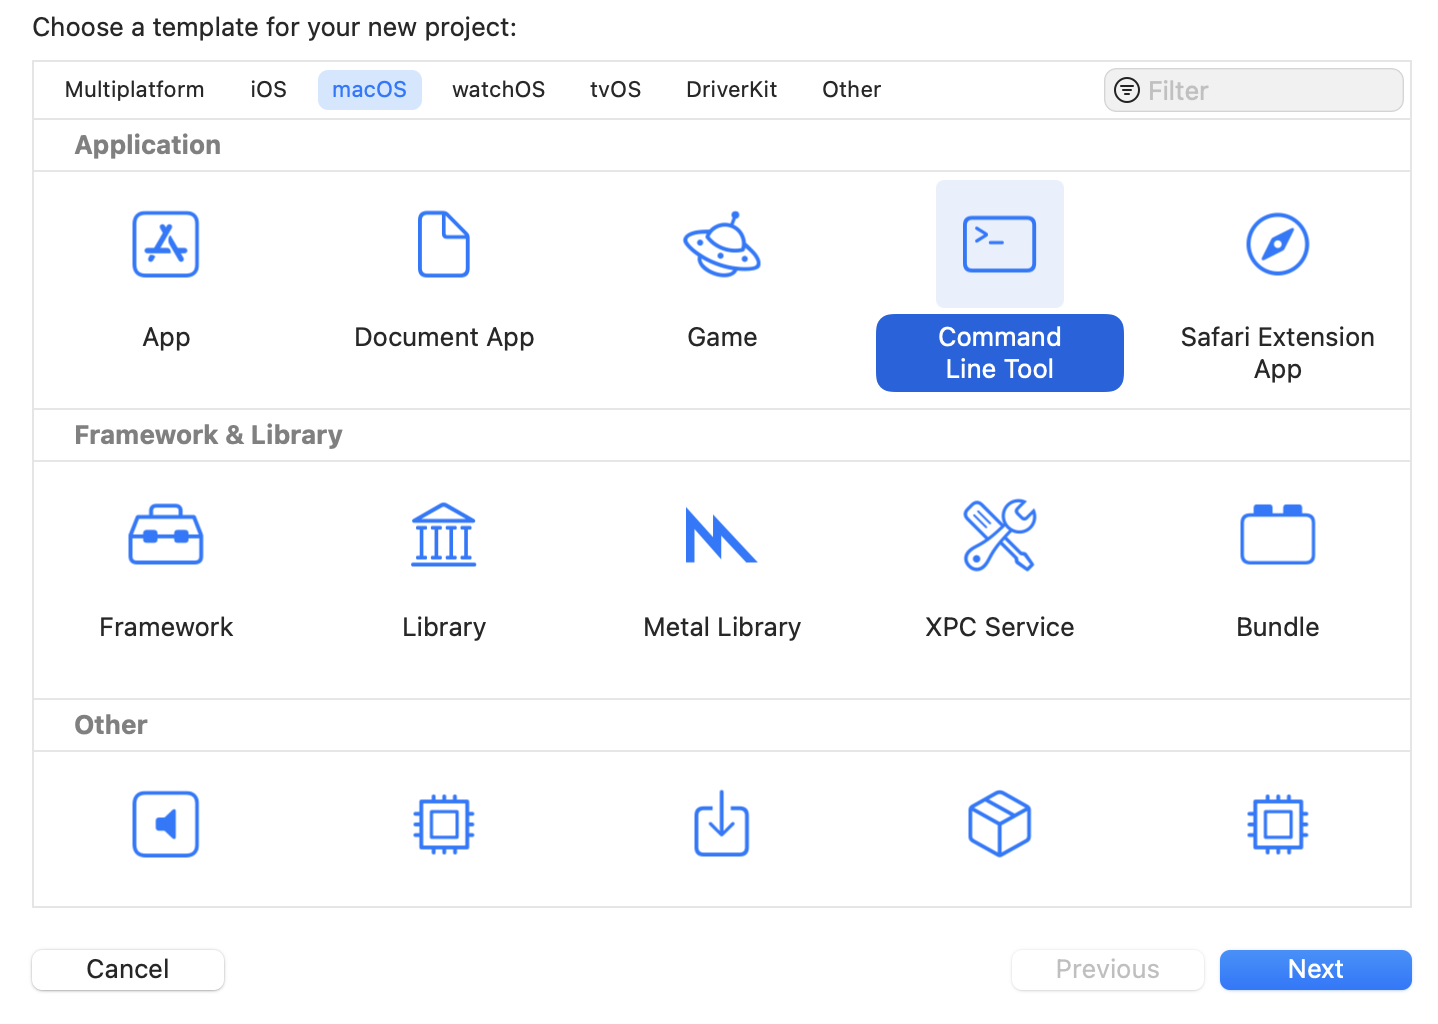 Choose a template for your new project:
Multiplatform iOS macOS watchOS tvOS DriverKit Other Filter
Application
App Document App Game Command Line Tool Safari Extension App
Framework & Library
Framework Library Metal Library XPC Service Bundle
Other
Cancel Previous Next